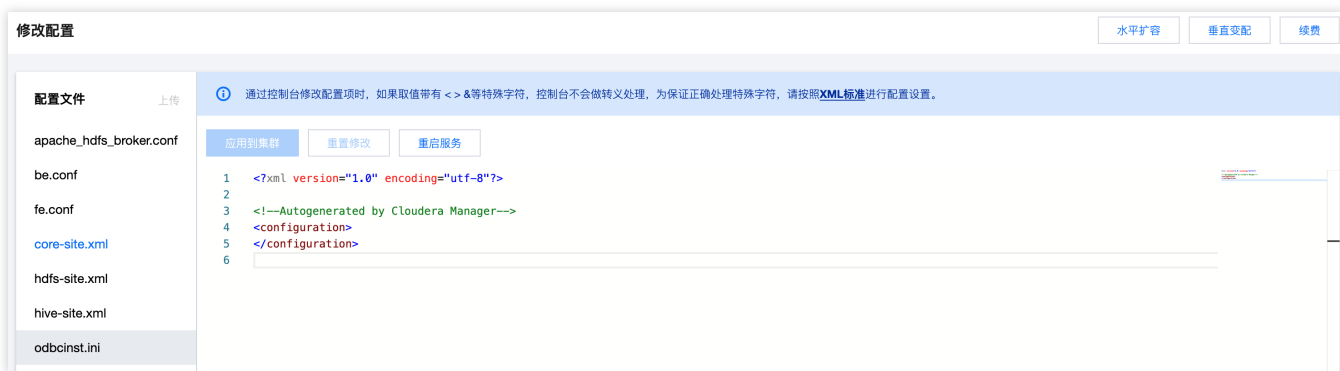 修改配置
水平扩容
垂直变配
续费
配置文件
上传
apache_hdfs_broker.conf
be.conf
fe.conf
core-site.xml
hdfs-site.xml
hive-site.xml
odbcinst.ini
通过控制台修改配置项时，如果取值带有 < > &等特殊字符，控制台不会做转义处理，为保证正确处理特殊字符，请按照XML标准进行配置设置。
应用到集群
重置修改
重启服务
1 <?xml version="1.0" encoding="utf-8"?>
2
3 <!--Autogenerated by Cloudera Manager-->
4 <configuration>
5 </configuration>
6